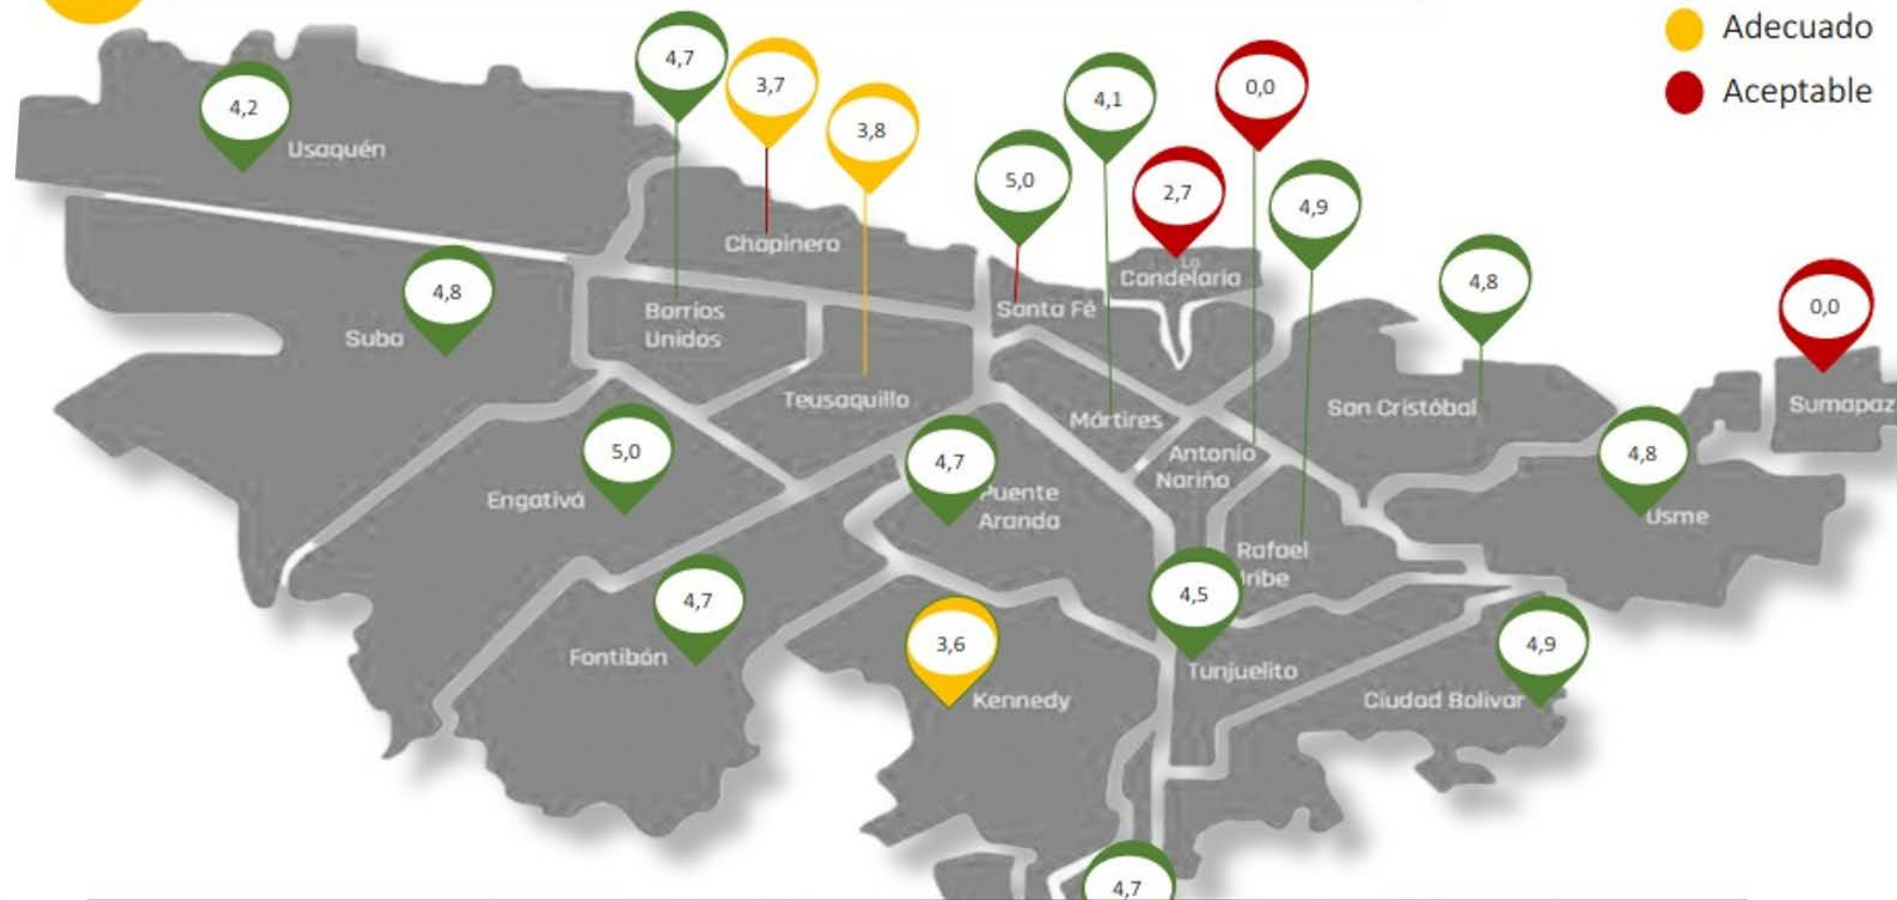 Adecuado
Aceptable
4,7
3,7
4,2
3,8
4,1
0,0
Usaquén
5,0
2,7
4,9
Chapinero
La
Candelaria
4,8
4,8
Suba
Barrios
Unidos
Santa Fé
0,0
Teusaquillo
Mártires
San Cristóbal
Sumapaz
5,0
4,7
Antonio
Nariño
4,8
Engativá
Puente
Aranda
Usme
Rafael
Uribe
4,7
4,5
Fontibón
3,6
4,9
Tunjuelito
Kennedy
Ciudad Bolivar
4,7